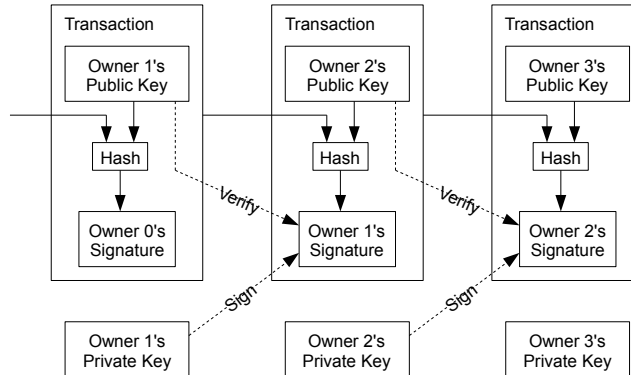 Transaction
Transaction
Transaction
Owner 1's
Public Key
Owner 2's
Public Key
Owner 3's
Public Key
Hash
Hash
Hash
Verify
Verify
Owner 0's
Signature
Owner 1's
Signature
Owner 2's
Signature
Sign
Sign
Owner 1's
Private Key
Owner 2's
Private Key
Owner 3's
Private Key